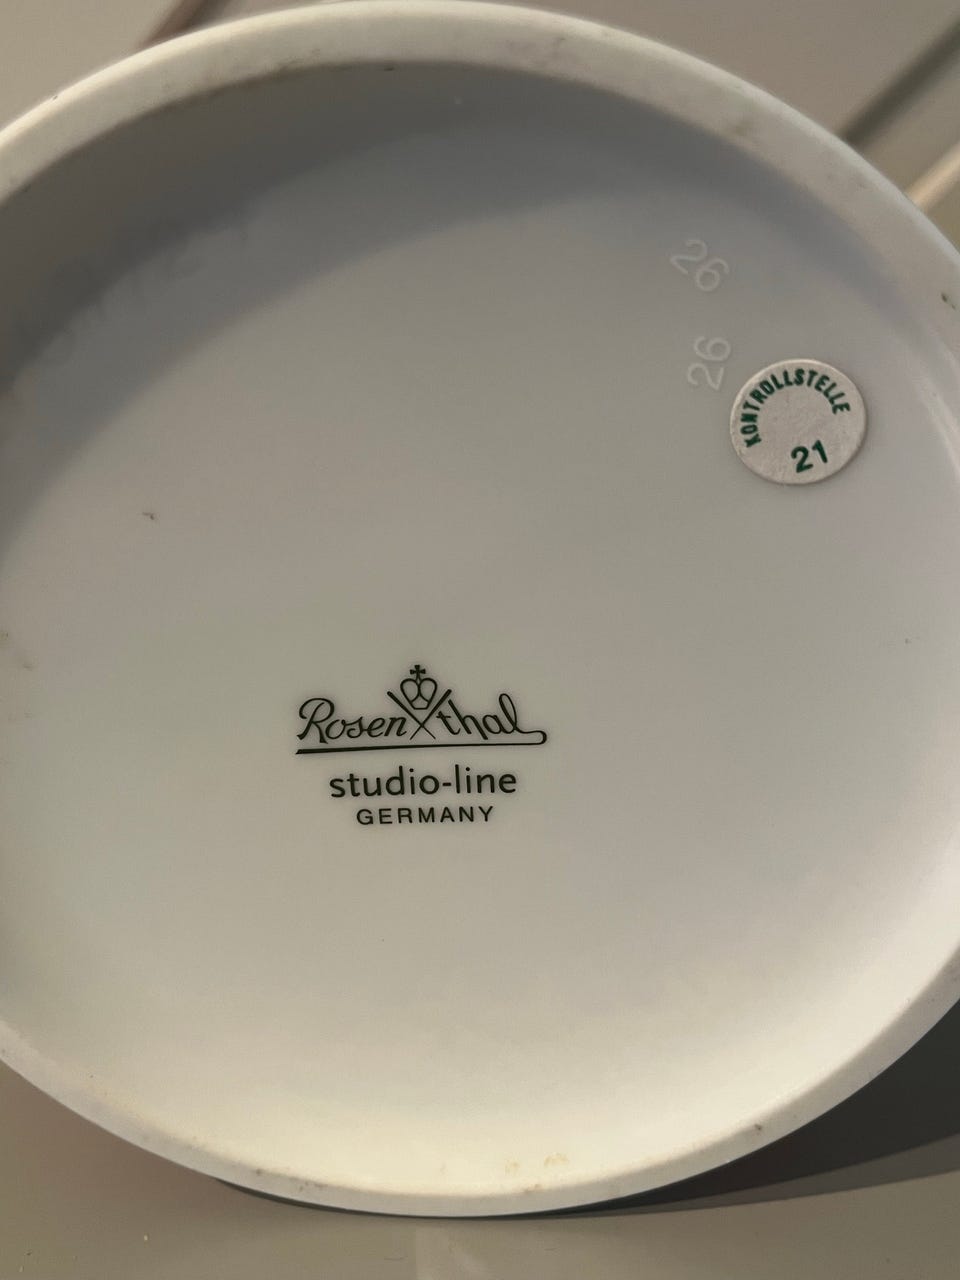 26
26
KONTROLLSTELLE
21
Rosenthal
studio-line
GERMANY